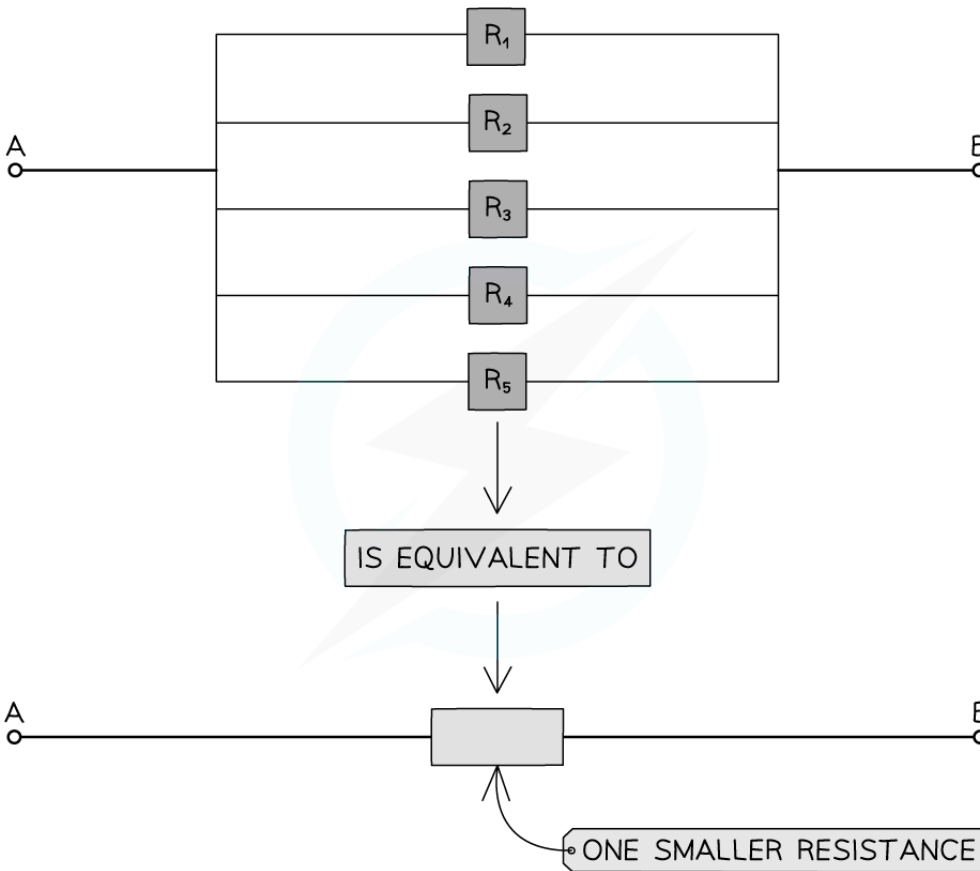 R₁
R₂
A
B
R₃
R₄
R₅
IS EQUIVALENT TO
A
B
ONE SMALLER RESISTANCE